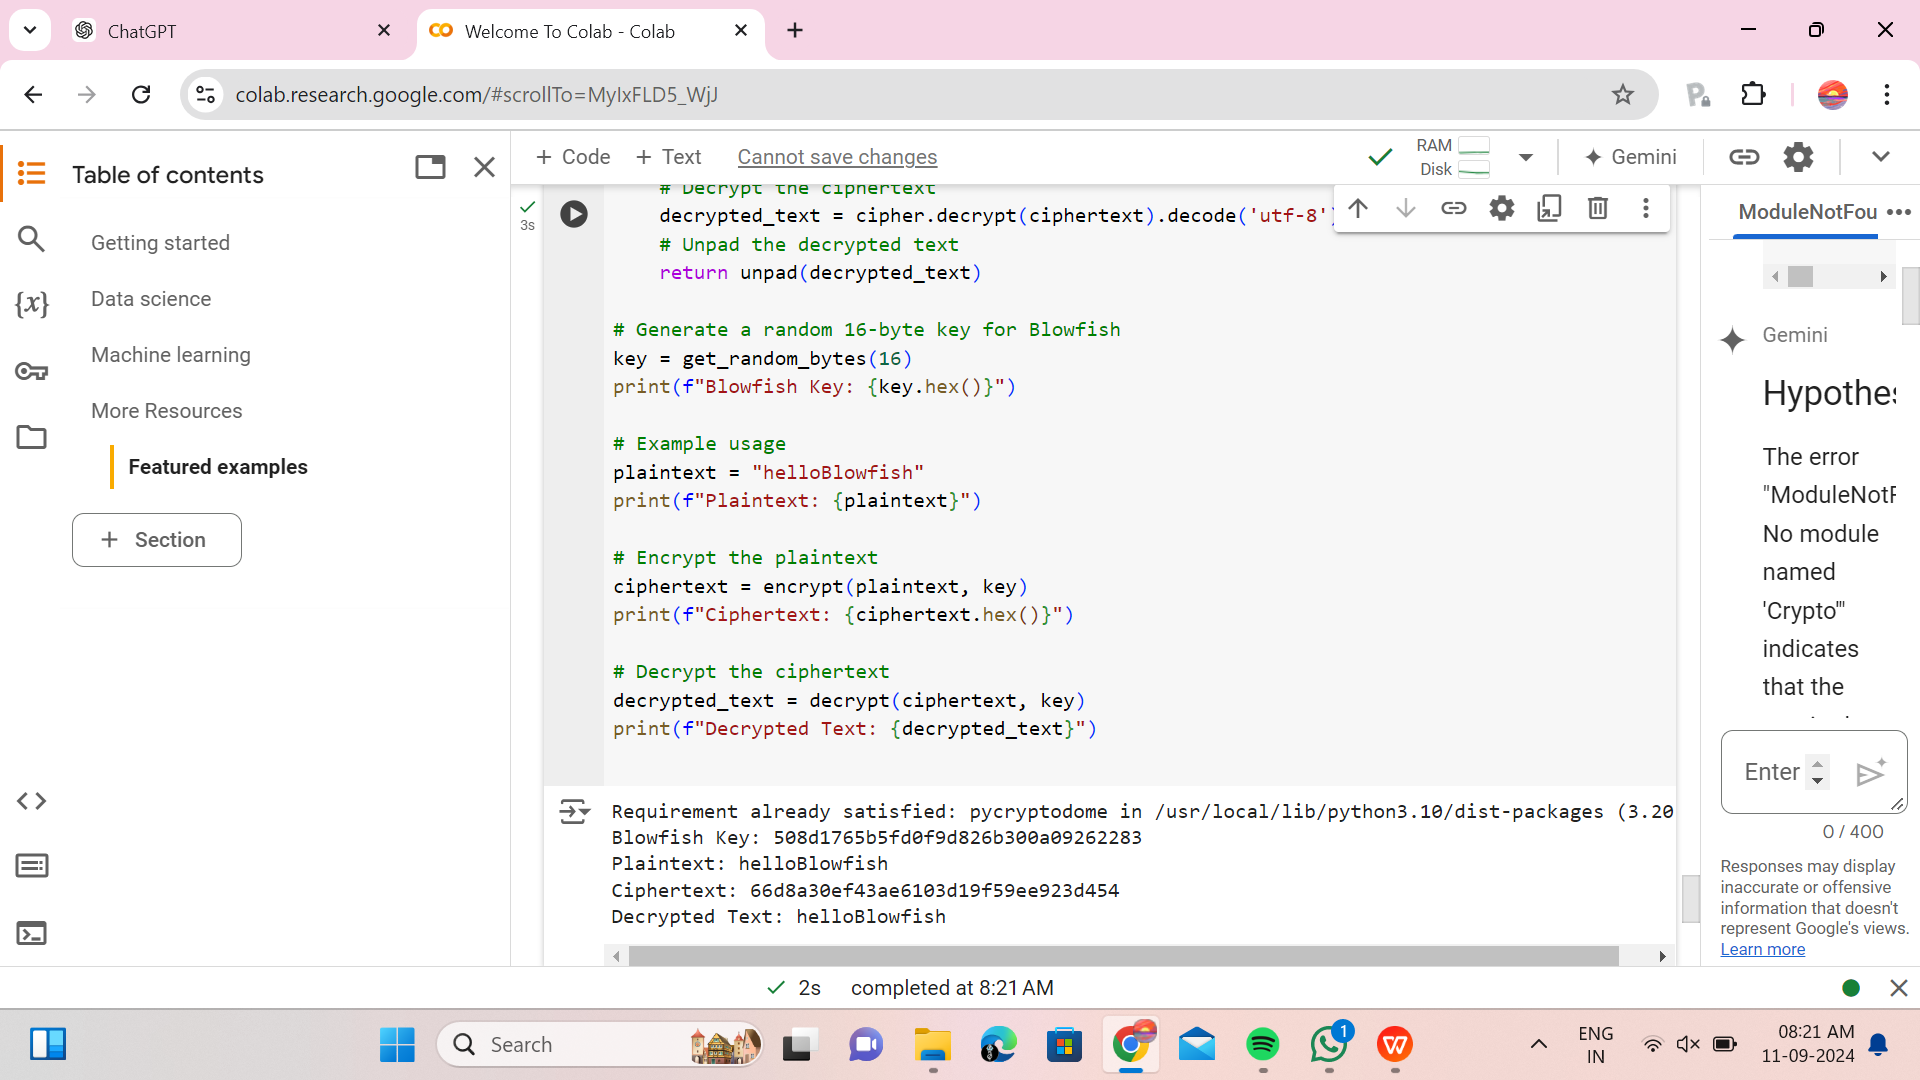 ChatGPT
Welcome To Colab - Colab
colab.research.google.com/#scrollTo=MyIxFLD5_WjJ
Table of contents
Getting started
Data science
Machine learning
More Resources
Featured examples
+ Section
+ Code + Text Cannot save changes
RAM
Disk
Gemini
3s
# Decrypt the ciphertext
decrypted_text = cipher.decrypt(ciphertext).decode('utf-8')
# Unpad the decrypted text
return unpad(decrypted_text)
# Generate a random 16-byte key for Blowfish
key = get_random_bytes(16)
print(f"Blowfish Key: {key.hex()}")
# Example usage
plaintext = "helloBlowfish"
print(f"Plaintext: {plaintext}")
# Encrypt the plaintext
ciphertext = encrypt(plaintext, key)
print(f"Ciphertext: {ciphertext.hex()}")
# Decrypt the ciphertext
decrypted_text = decrypt(ciphertext, key)
print(f"Decrypted Text: {decrypted_text}")
Requirement already satisfied: pycryptodome in /usr/local/lib/python3.10/dist-packages (3.20
Blowfish Key: 508d1765b5fd0f9d826b300a09262283
Plaintext: helloBlowfish
Ciphertext: 66d8a30ef43ae6103d19f59ee923d454
Decrypted Text: helloBlowfish
ModuleNotFou
Gemini
Hypothes
The error
"ModuleNotF
No module
named
'Crypto'"
indicates
that the
Enter
0 / 400
Responses may display
inaccurate or offensive
information that doesn't
represent Google's views.
Learn more
2s completed at 8:21 AM
Search
1
ENG
IN
08:21 AM
11-09-2024